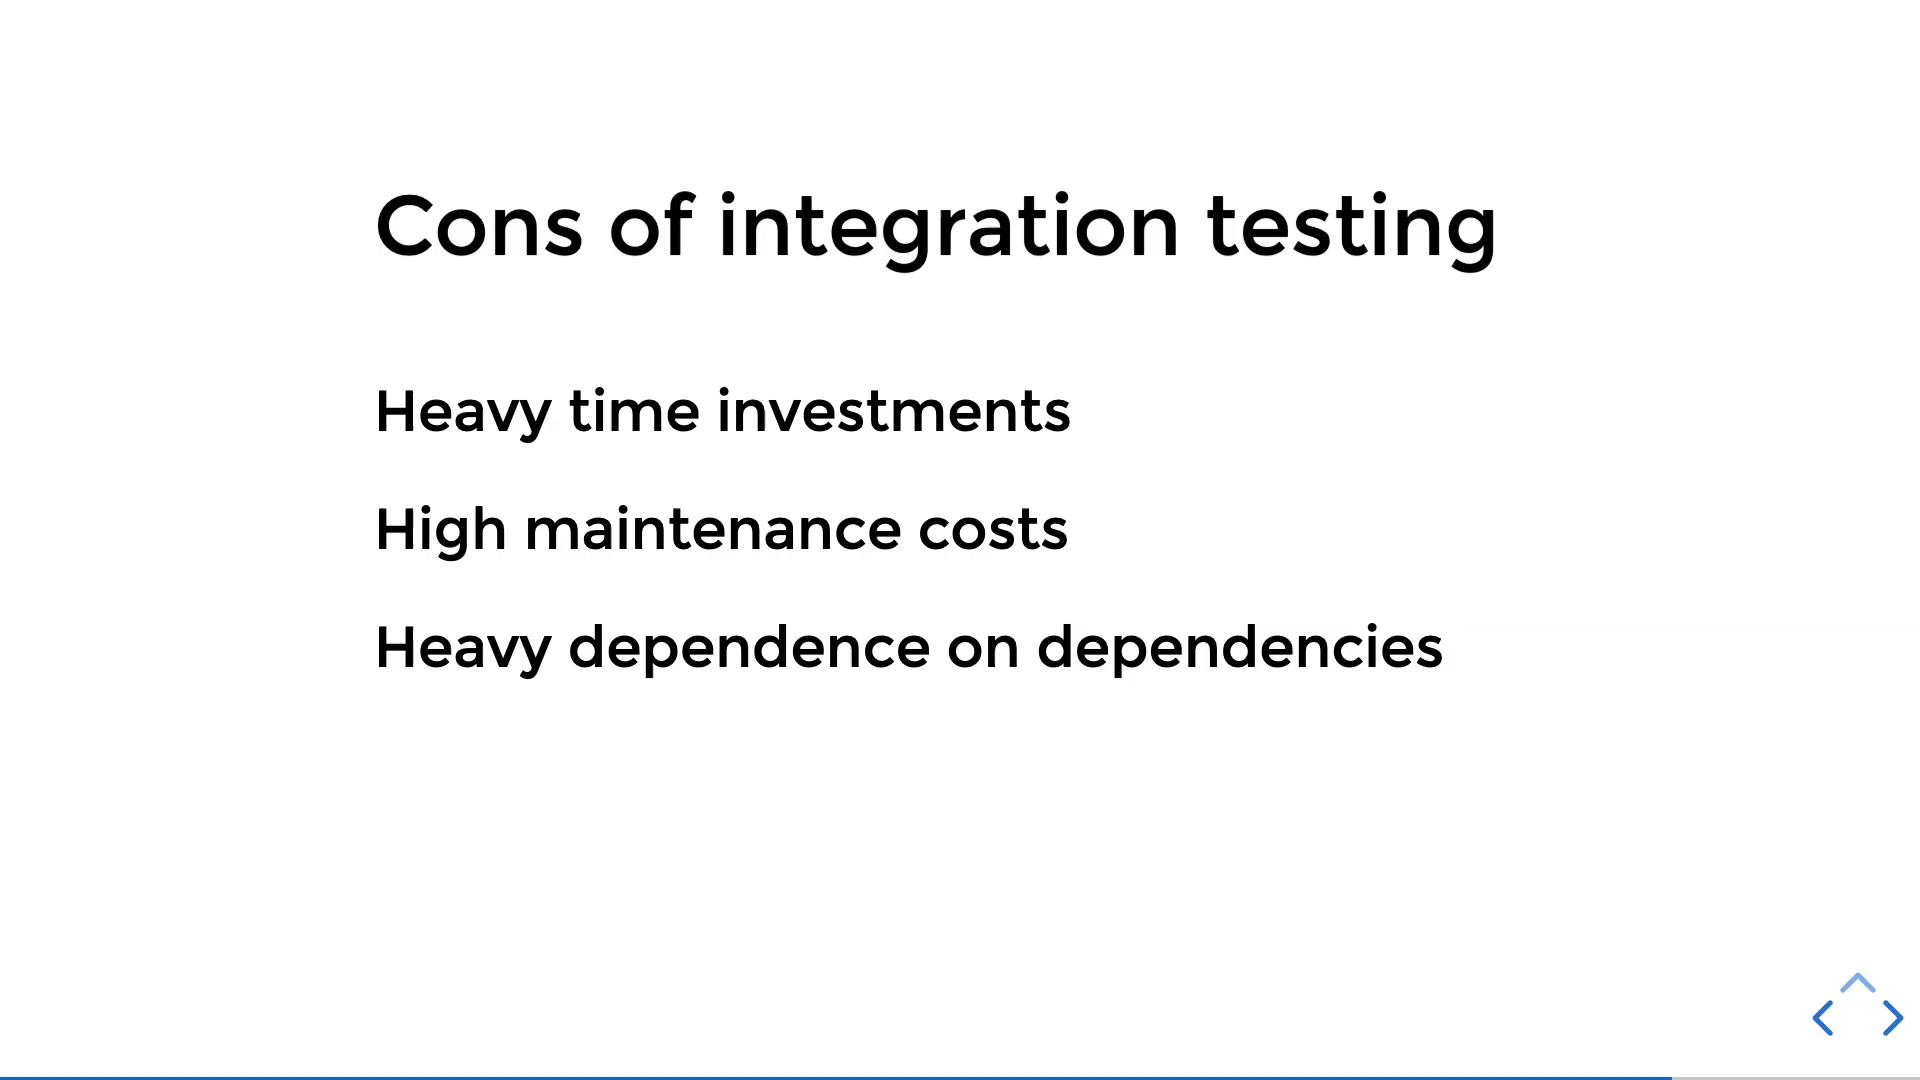 Cons of integration testing
Heavy time investments
High maintenance costs
Heavy dependence on dependencies